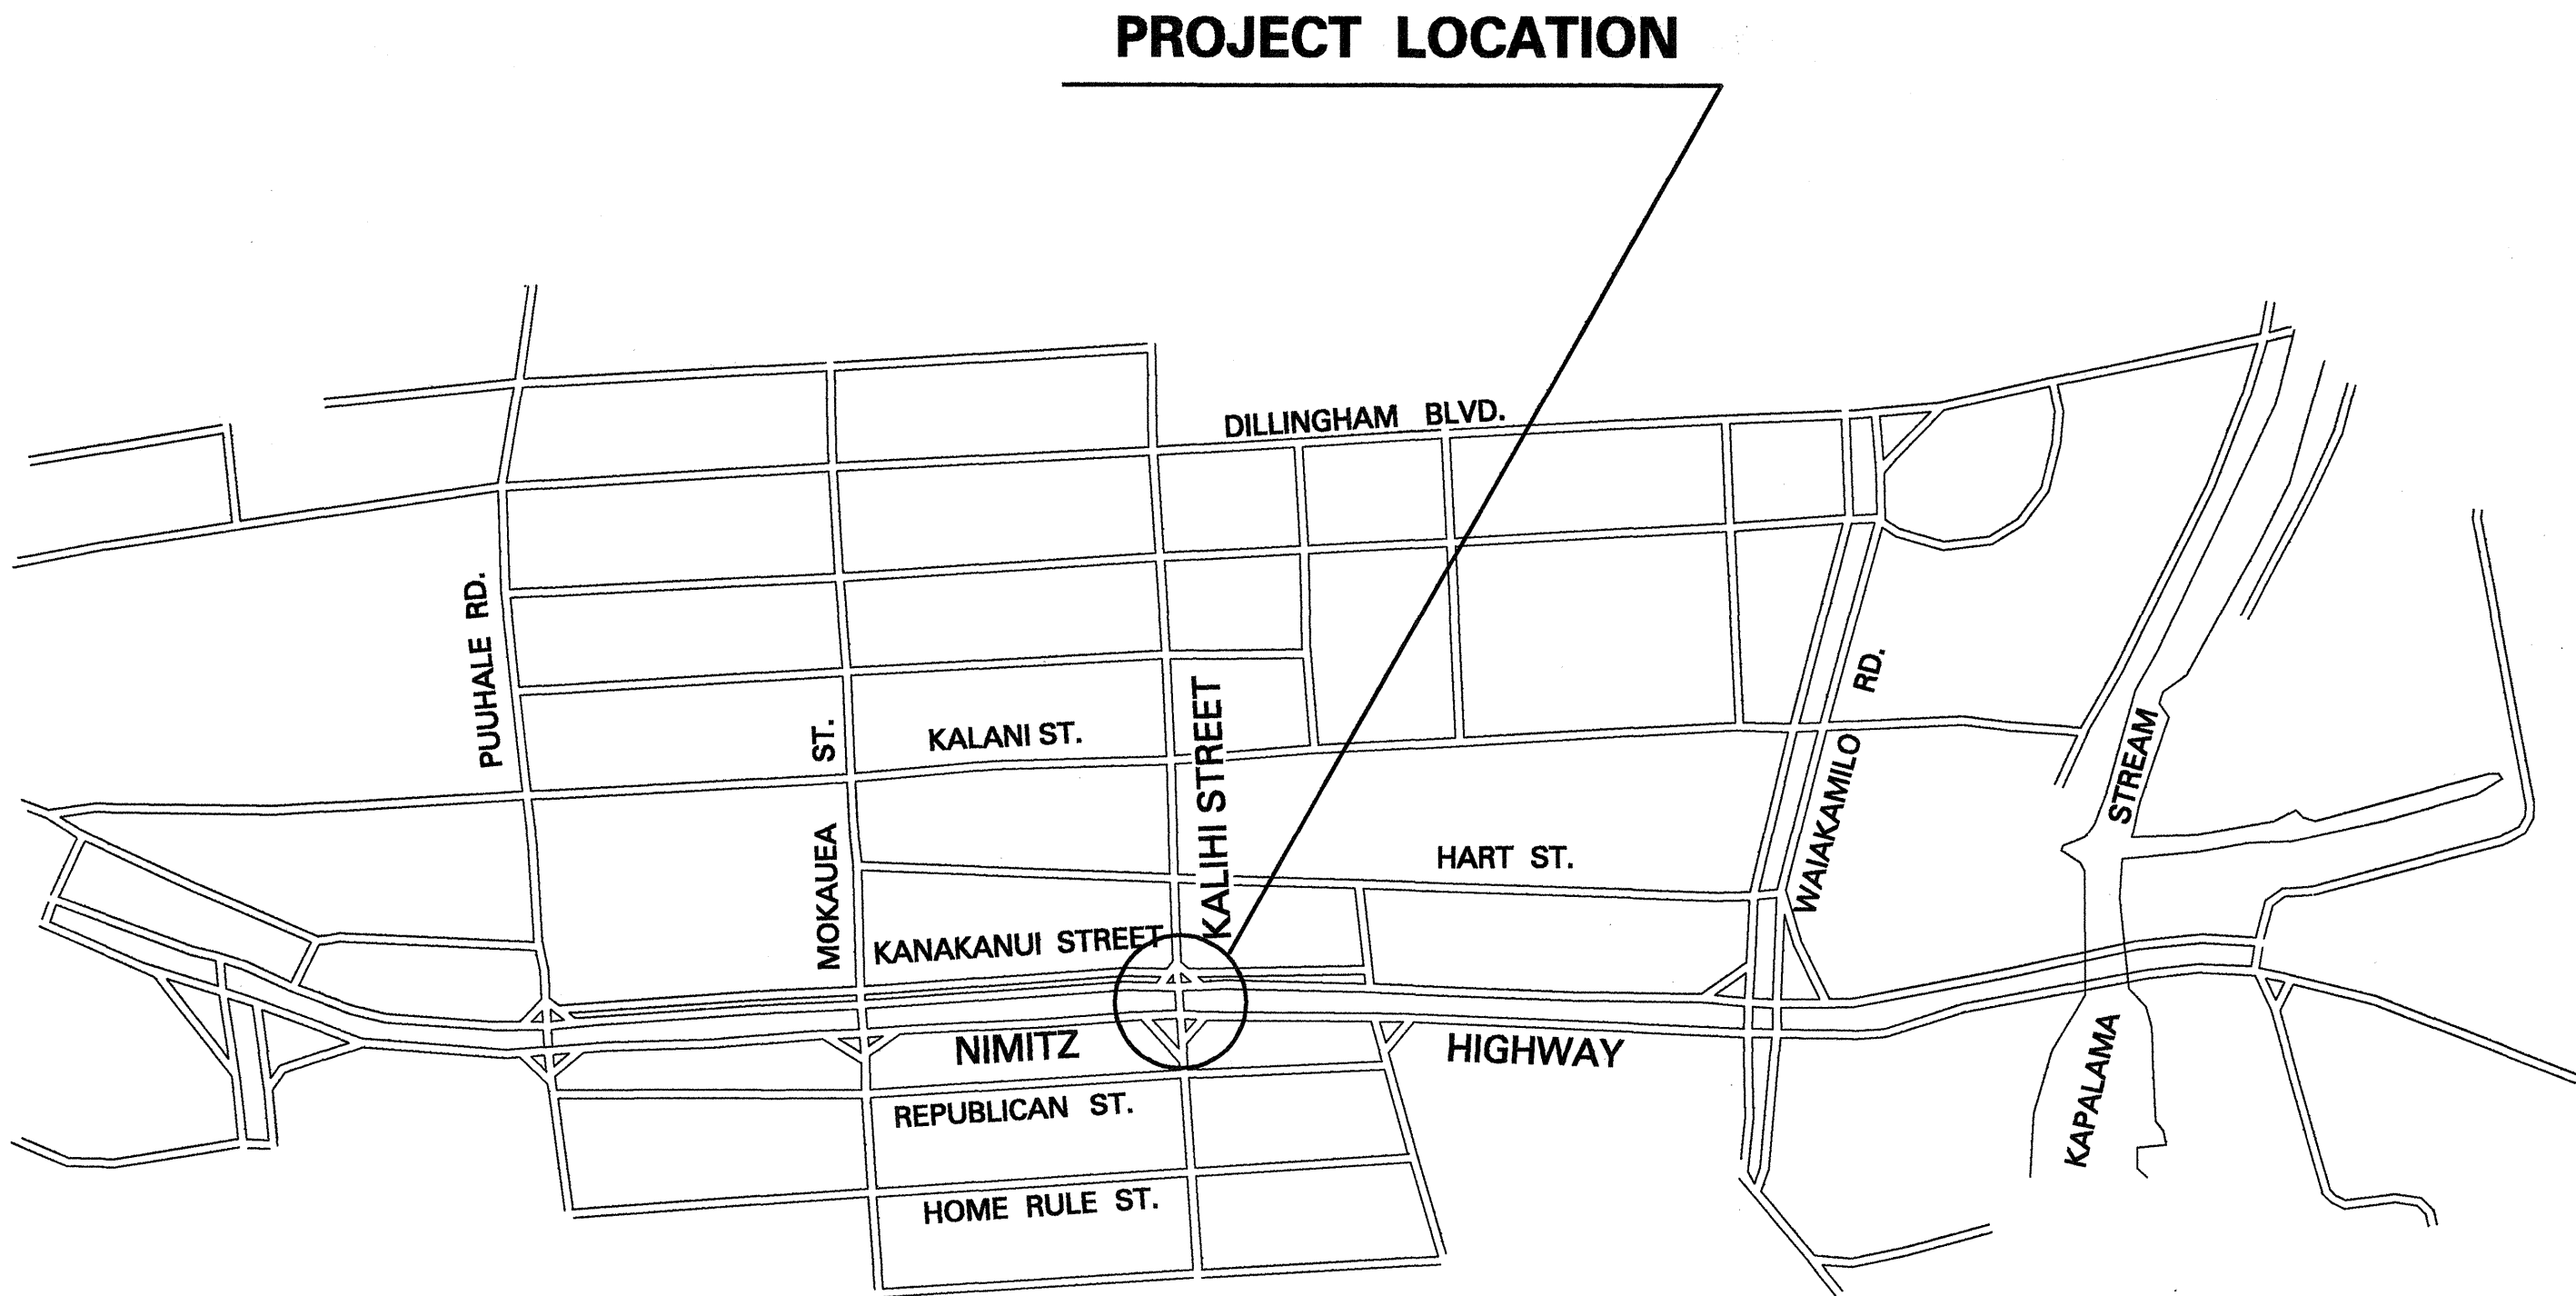 PROJECT LOCATION
DILLINGHAM BLVD.
PUUHALE RD.
MOKAUEA ST.
KALANI ST.
KALIHI STREET
WAIAKAMILO RD.
HART ST.
KANAKANUI STREET
NIMITZ HIGHWAY
REPUBLICAN ST.
HOME RULE ST.
KAPALAMA STREAM